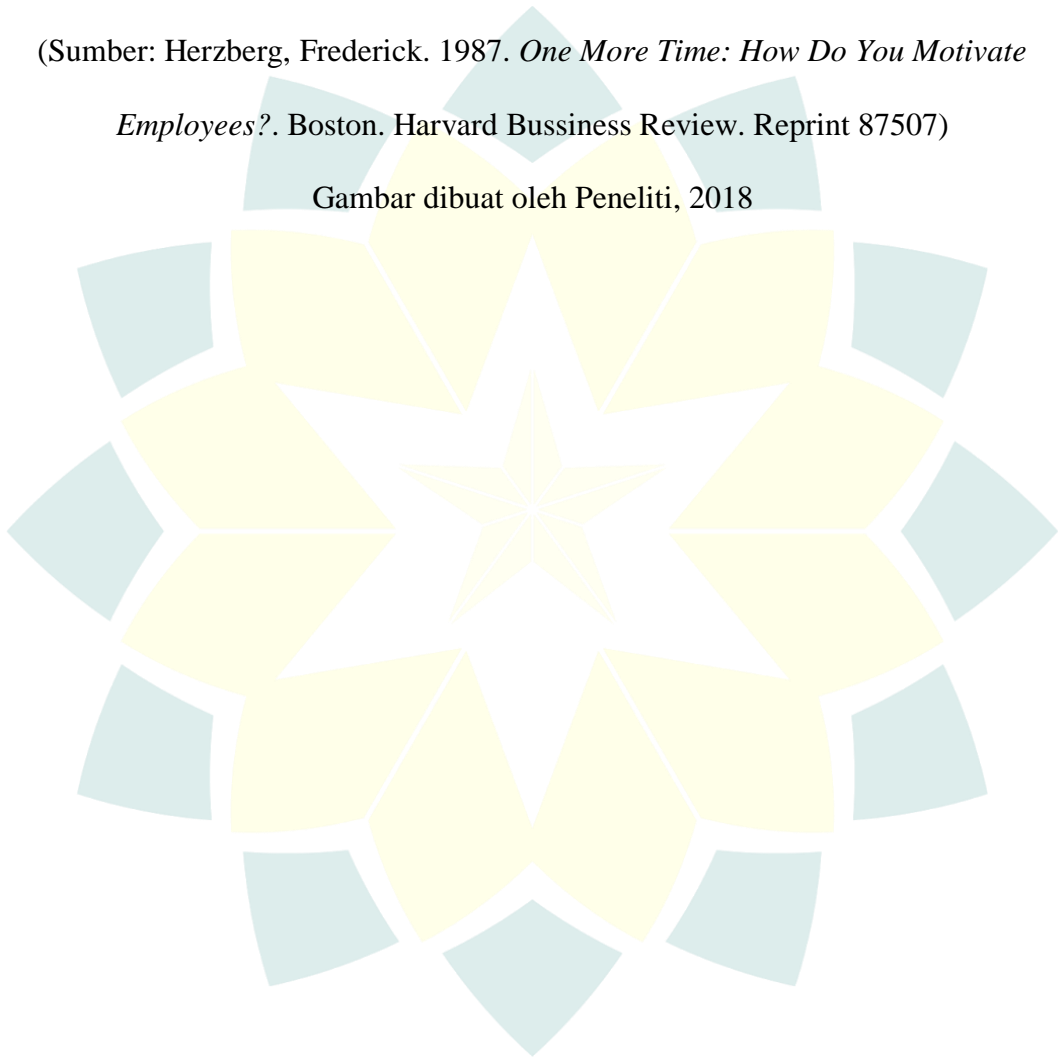 (Sumber: Herzberg, Frederick. 1987. One More Time: How Do You Motivate
Employees?. Boston. Harvard Bussiness Review. Reprint 87507)
Gambar dibuat oleh Peneliti, 2018